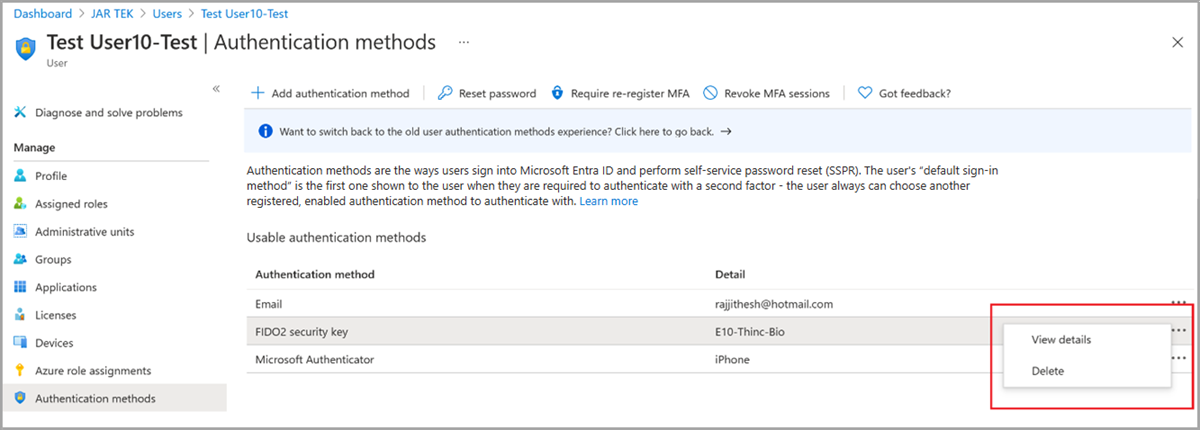 Dashboard > JAR TEK > Users > Test User10-Test
Test User10-Test | Authentication methods ...
User
«
Diagnose and solve problems
Manage
Profile
Assigned roles
Administrative units
Groups
Applications
Licenses
Devices
Azure role assignments
Authentication methods
Add authentication method
Reset password
Require re-register MFA
Revoke MFA sessions
Got feedback?
Want to switch back to the old user authentication methods experience? Click here to go back. →
Authentication methods are the ways users sign into Microsoft Entra ID and perform self-service password reset (SSPR). The user's “default sign-in
method” is the first one shown to the user when they are required to authenticate with a second factor - the user always can choose another
registered, enabled authentication method to authenticate with. Learn more
Usable authentication methods
Authentication method Detail
Email rajjithesh@hotmail.com
FIDO2 security key E10-Thinc-Bio
Microsoft Authenticator iPhone
View details
Delete